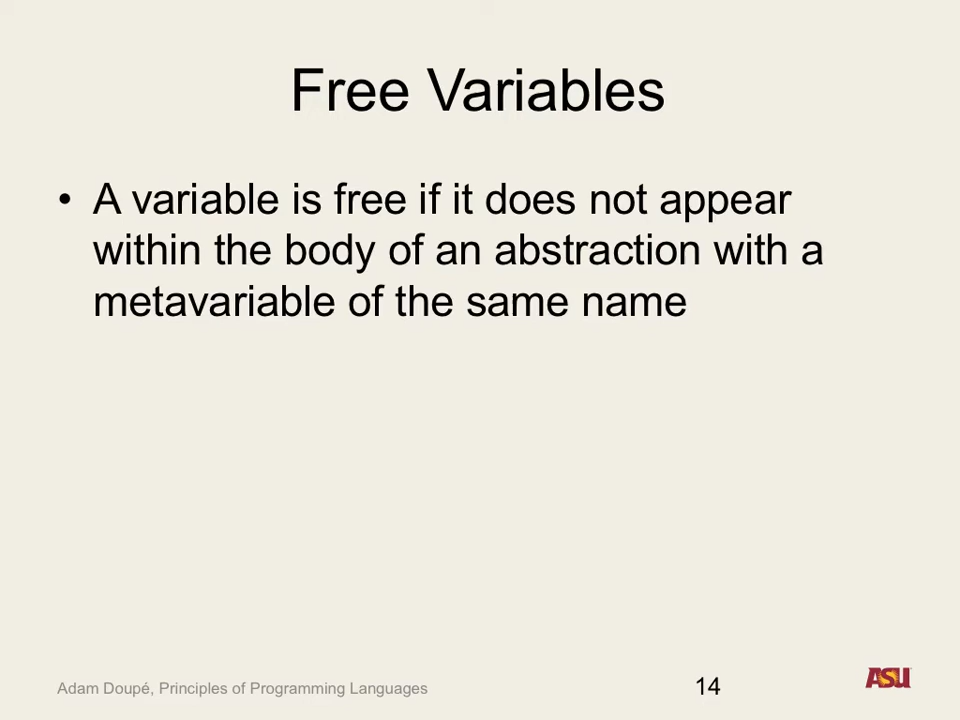 Free Variables
• A variable is free if it does not appear
within the body of an abstraction with a
metavariable of the same name
Adam Doupé, Principles of Programming Languages
14
ASU